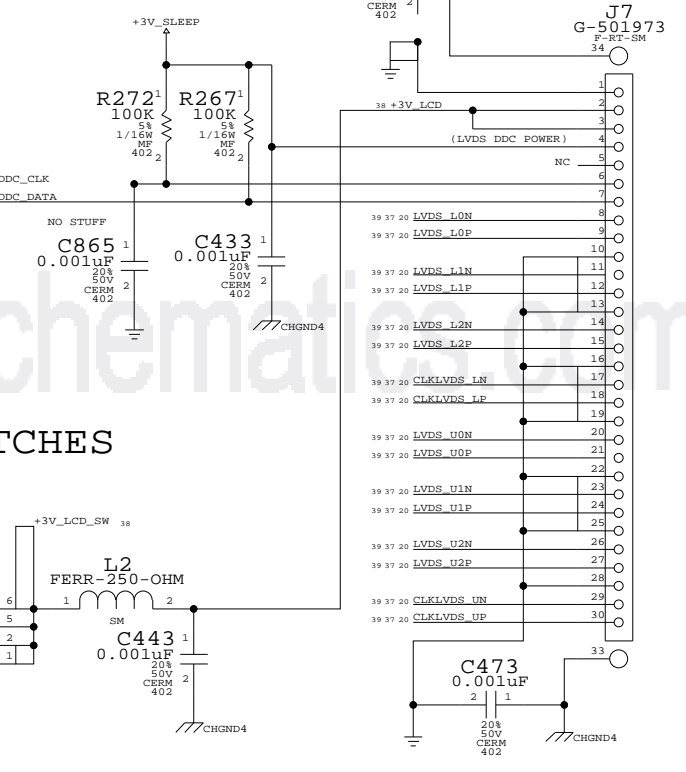 CERM
402
2
J7
G-501973
F-RT-SM
34
+3V_SLEEP
R272
1
100K
5%
1/16W
MF
402
2
R267
1
100K
5%
1/16W
MF
402
2
38 +3V_LCD
(LVDS DDC POWER)
NC
1
2
3
4
5
6
7
8
9
10
11
12
13
14
15
16
17
18
19
20
21
22
23
24
25
26
27
28
29
30
33
DDC_CLK
DDC_DATA
NO STUFF
C865
1
0.001uF
20%
50V
CERM
402
2
C433
1
0.001uF
20%
50V
CERM
402
2
CHGND4
39 37 20 LVDS_L0N
39 37 20 LVDS_L0P
39 37 20 LVDS_L1N
39 37 20 LVDS_L1P
39 37 20 LVDS_L2N
39 37 20 LVDS_L2P
39 37 20 CLKLVDS_LN
39 37 20 CLKLVDS_LP
39 37 20 LVDS_U0N
39 37 20 LVDS_U0P
39 37 20 LVDS_U1N
39 37 20 LVDS_U1P
39 37 20 LVDS_U2N
39 37 20 LVDS_U2P
39 37 20 CLKLVDS_UN
39 37 20 CLKLVDS_UP
chematics.com
TCHES
+3V_LCD_SW 38
L2
FERR-250-OHM
1
2
SM
6
5
2
1
C443
1
0.001uF
20%
50V
CERM
402
2
CHGND4
C473
0.001uF
2
1
20%
50V
CERM
402
CHGND4